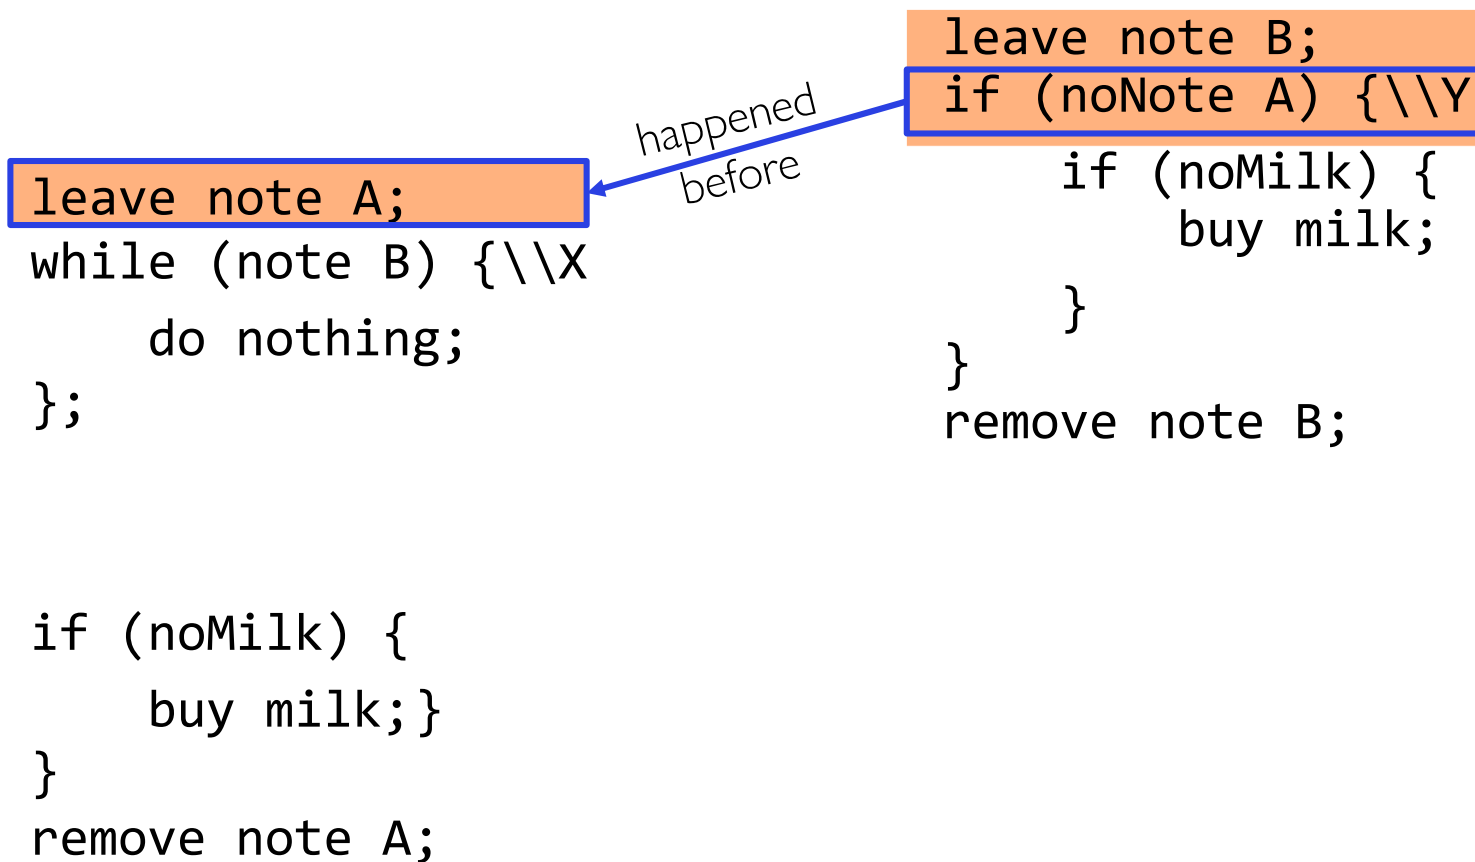 leave note B;
if (noNote A) {\\Y
if (noMilk) {
buy milk;
}
}
remove note B;
happened
before
leave note A;
while (note B) {\\X
do nothing;
};
if (noMilk) {
buy milk;}
}
remove note A;